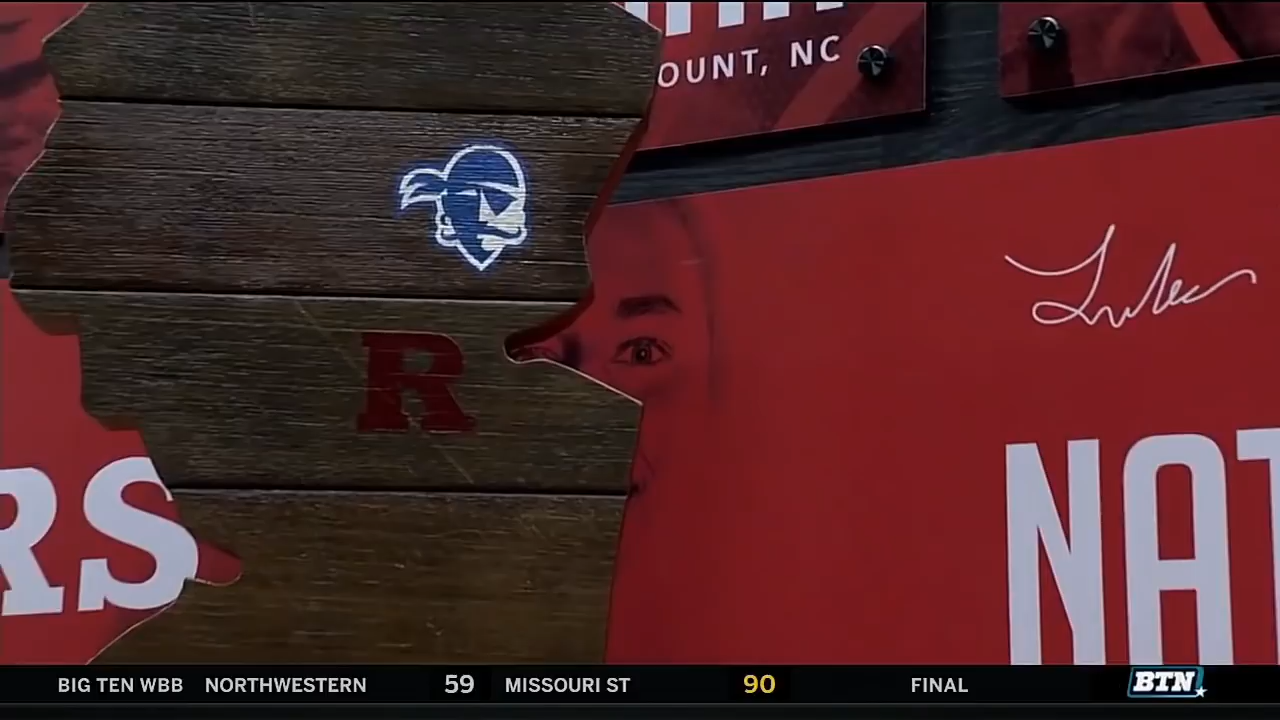 OUNT, NC
R
RS
NAT
BIG TEN WBB NORTHWESTERN 59 MISSOURI ST 90 FINAL BTN